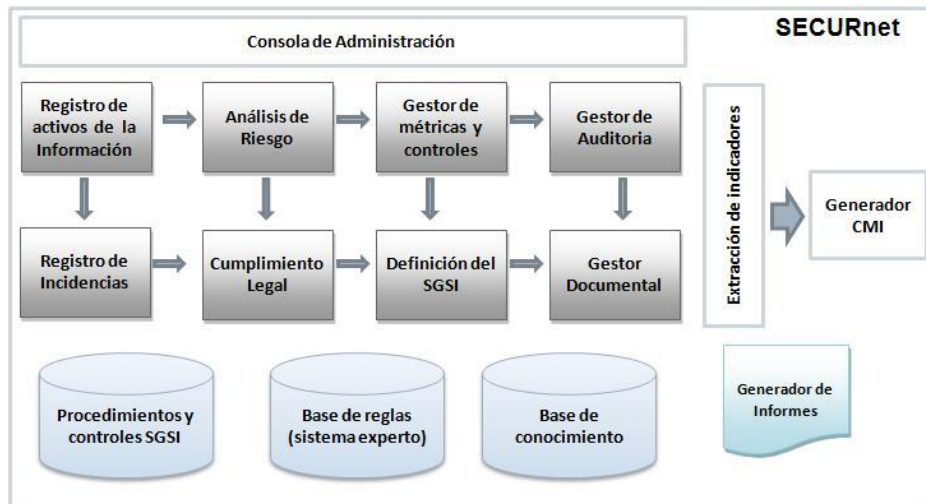 SECURnet
Consola de Administración
Registro de
activos de la
Información
Análisis de
Riesgo
Gestor de
métricas y
controles
Gestor de
Auditoria
Registro de
Incidencias
Cumplimiento
Legal
Definición del
SGSI
Gestor
Documental
Extracción de indicadores
Generador
CMI
Procedimientos y
controles SGSI
Base de reglas
(sistema experto)
Base de
conocimiento
Generador de
Informes